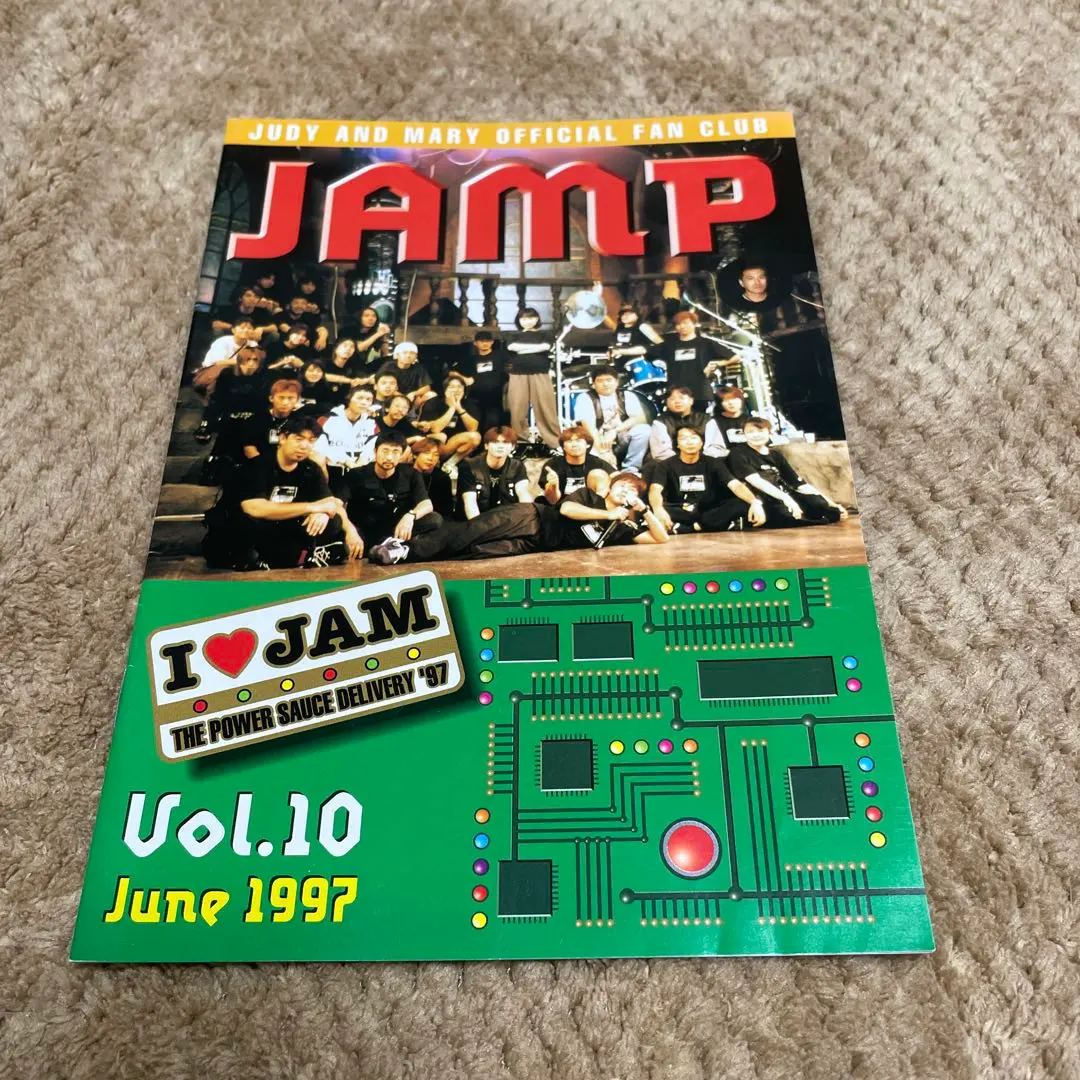 JUDY AND MARY OFFICIAL FAN CLUB
JAMP
I ♥ JAM
THE POWER SAUCE DELIVERY '97
Vol.10
June 1997